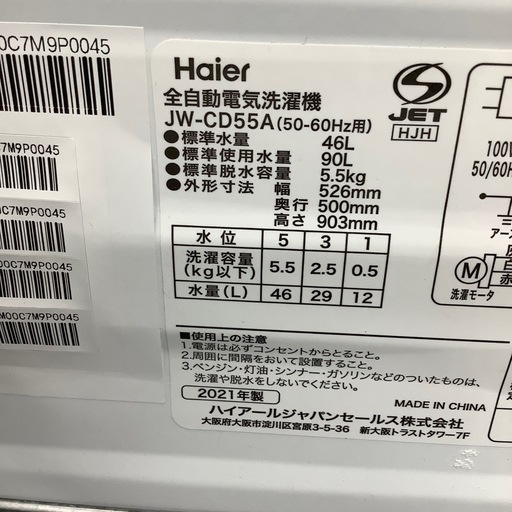 00C7M9P0045
C7M9P0045
00C7M9P0045
00C7M9P0045
M00C7M9P0045
Haier
全自動電気洗濯機
JW-CD55A(50-60Hz用)
●標準水量 46L
●標準使用水量 90L
●標準脱水容量 5.5kg
●外形寸法 幅 526mm
奥行 500mm
高さ 903mm
S
JET
HJH
水位 5 3 1
洗濯容量(kg以下) 5.5 2.5 0.5
水量(L) 46 29 12
■使用上の注意
1.電源は必ずコンセントからとること。
2.周囲に間隔をおいて設置すること。
3.ベンジン・灯油・シンナー・ガソリンなどのついたものは、
洗濯や脱水をしないでください。
2021年製
MAKE IN CHINA
ハイアールジャパンセールス株式会社
大阪府大阪市淀川区宮原3-5-36 新大阪トラストタワー7F
100V
50/60H
アース
M
洗濯モータ